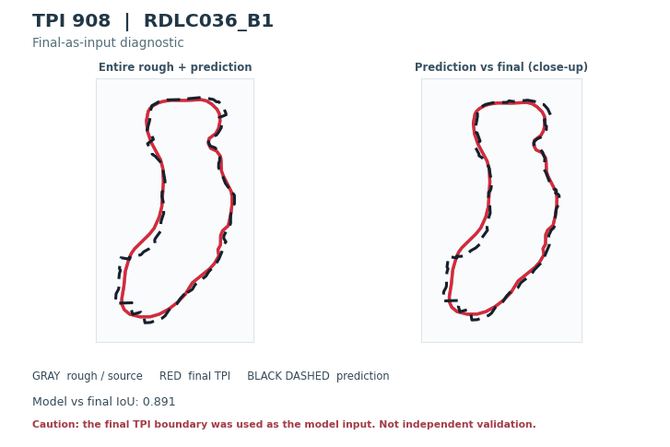 TPI 908 | RDLC036_B1
Final-as-input diagnostic
Entire rough + prediction
Prediction vs final (close-up)
GRAY rough / source RED final TPI BLACK DASHED prediction
Model vs final IoU: 0.891
Caution: the final TPI boundary was used as the model input. Not independent validation.